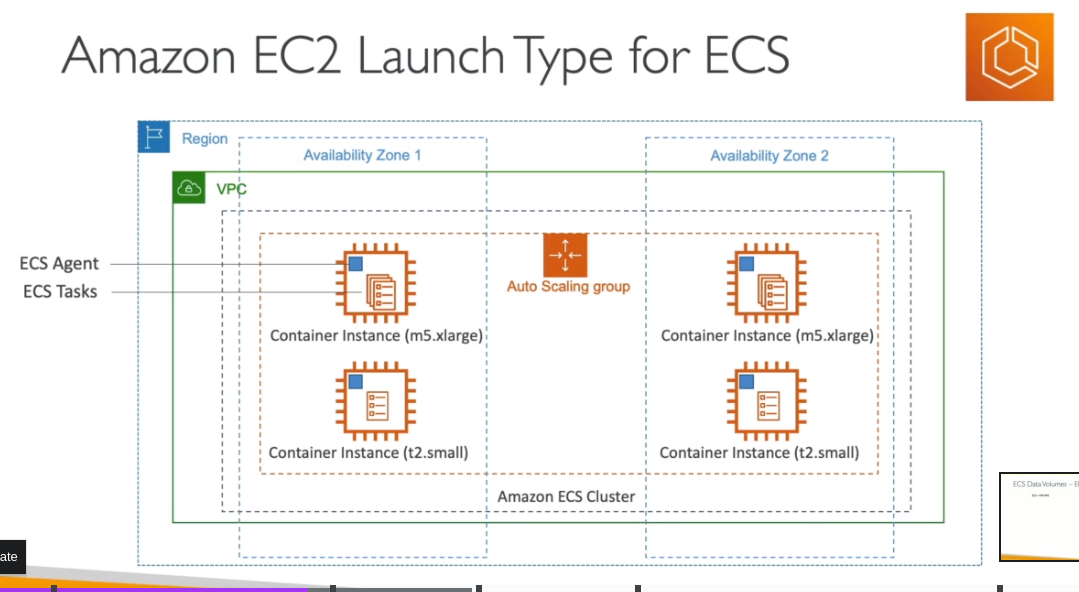 Amazon EC2 Launch Type for ECS
Region
Availability Zone 1
Availability Zone 2
VPC
ECS Agent
ECS Tasks
Auto Scaling group
Container Instance (m5.xlarge)
Container Instance (m5.xlarge)
Container Instance (t2.small)
Container Instance (t2.small)
Amazon ECS Cluster
ECS Data Volumes –
ate